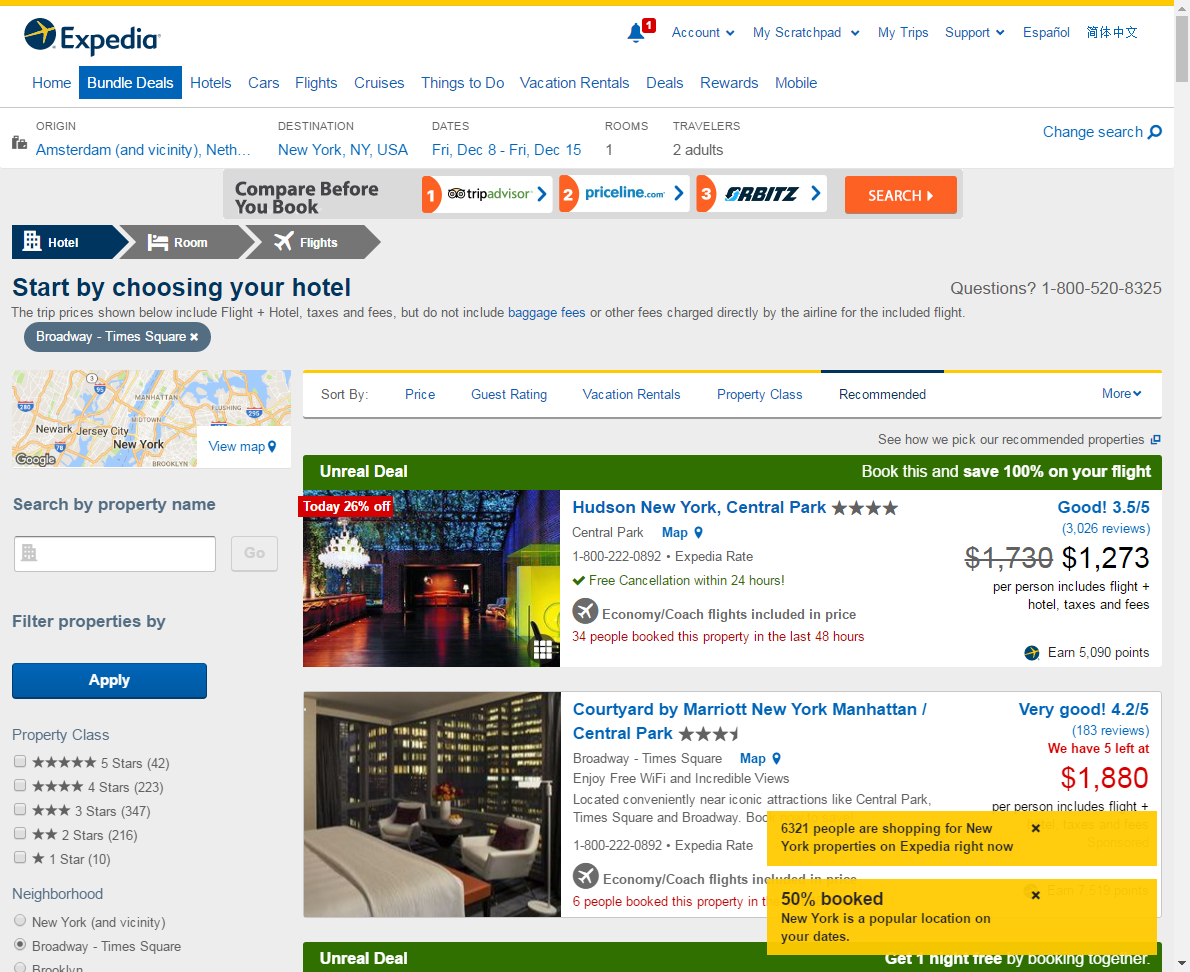 Expedia
1
Account
My Scratchpad
My Trips
Support
Español
简体中文
Home
Bundle Deals
Hotels
Cars
Flights
Cruises
Things to Do
Vacation Rentals
Deals
Rewards
Mobile
ORIGIN
Amsterdam (and vicinity), Neth...
DESTINATION
New York, NY, USA
DATES
Fri, Dec 8 - Fri, Dec 15
ROOMS
1
TRAVELERS
2 adults
Change search
Compare Before
You Book
1 tripadvisor
2 priceline.com
3 ORBITZ
SEARCH
Hotel
Room
Flights
Start by choosing your hotel
Questions? 1-800-520-8325
The trip prices shown below include Flight + Hotel, taxes and fees, but do not include baggage fees or other fees charged directly by the airline for the included flight.
Broadway - Times Square ×
MANHATTAN
FLUSHING
MIDTOWN
Newark
Jersey City
New York
BROOKLYN
3
95
280
295
78
Google
View map
Sort By:
Price
Guest Rating
Vacation Rentals
Property Class
Recommended
More
See how we pick our recommended properties
Search by property name
Go
Filter properties by
Apply
Property Class
5 Stars (42)
4 Stars (223)
3 Stars (347)
2 Stars (216)
1 Star (10)
Neighborhood
New York (and vicinity)
Broadway - Times Square
Brooklyn
Unreal Deal
Book this and save 100% on your flight
Today 26% off
Hudson New York, Central Park
Central Park
Map
1-800-222-0892 • Expedia Rate
Free Cancellation within 24 hours!
Economy/Coach flights included in price
34 people booked this property in the last 48 hours
Good! 3.5/5
(3,026 reviews)
$1,730 $1,273
per person includes flight +
hotel, taxes and fees
Earn 5,090 points
Courtyard by Marriott New York Manhattan /
Central Park
Broadway - Times Square
Map
Enjoy Free WiFi and Incredible Views
Located conveniently near iconic attractions like Central Park,
Times Square and Broadway.
1-800-222-0892 • Expedia Rate
Economy/Coach flights included in price
6 people booked this property in
Very good! 4.2/5
(183 reviews)
We have 5 left at
$1,880
per person includes flight +
hotel, taxes and fees
Sponsored
Earn 7,519 points
6321 people are shopping for New
York properties on Expedia right now
×
50% booked
New York is a popular location on
your dates.
×
Unreal Deal
Get 1 night free by booking together.